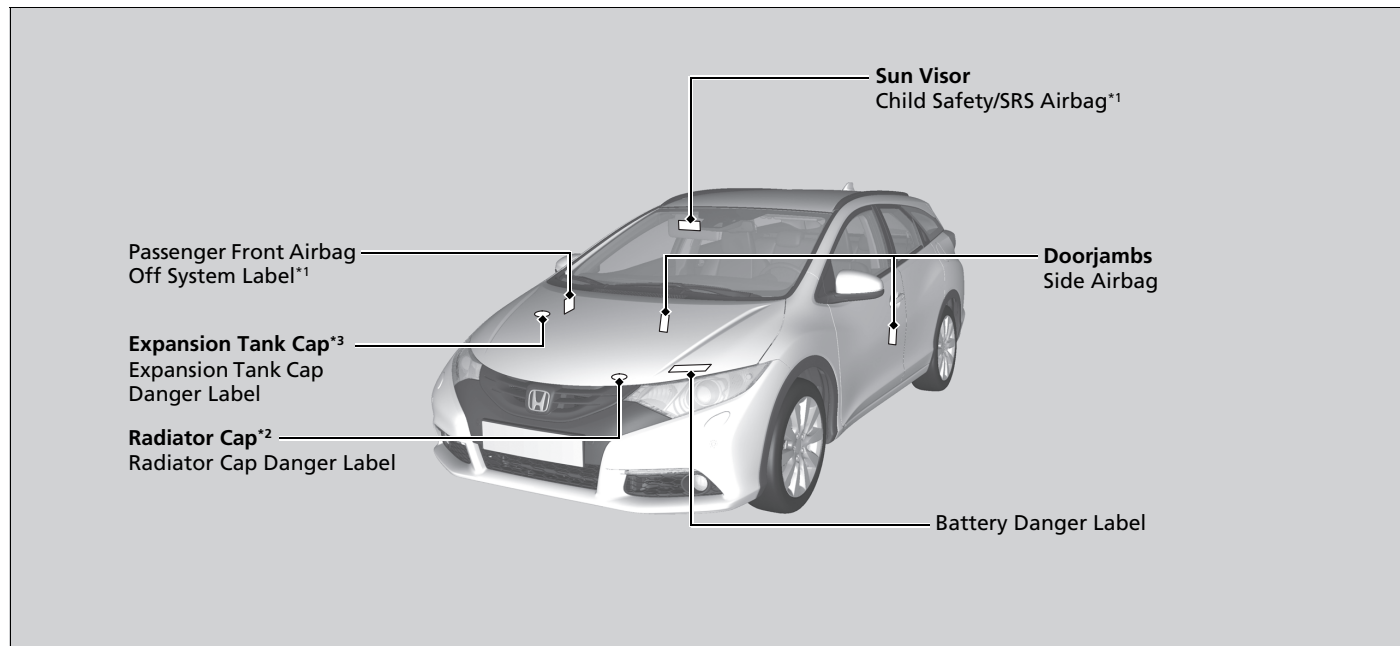 Sun Visor
Child Safety/SRS Airbag*1
Passenger Front Airbag
Off System Label*1
Doorjambs
Side Airbag
Expansion Tank Cap*3
Expansion Tank Cap
Danger Label
Radiator Cap*2
Radiator Cap Danger Label
Battery Danger Label